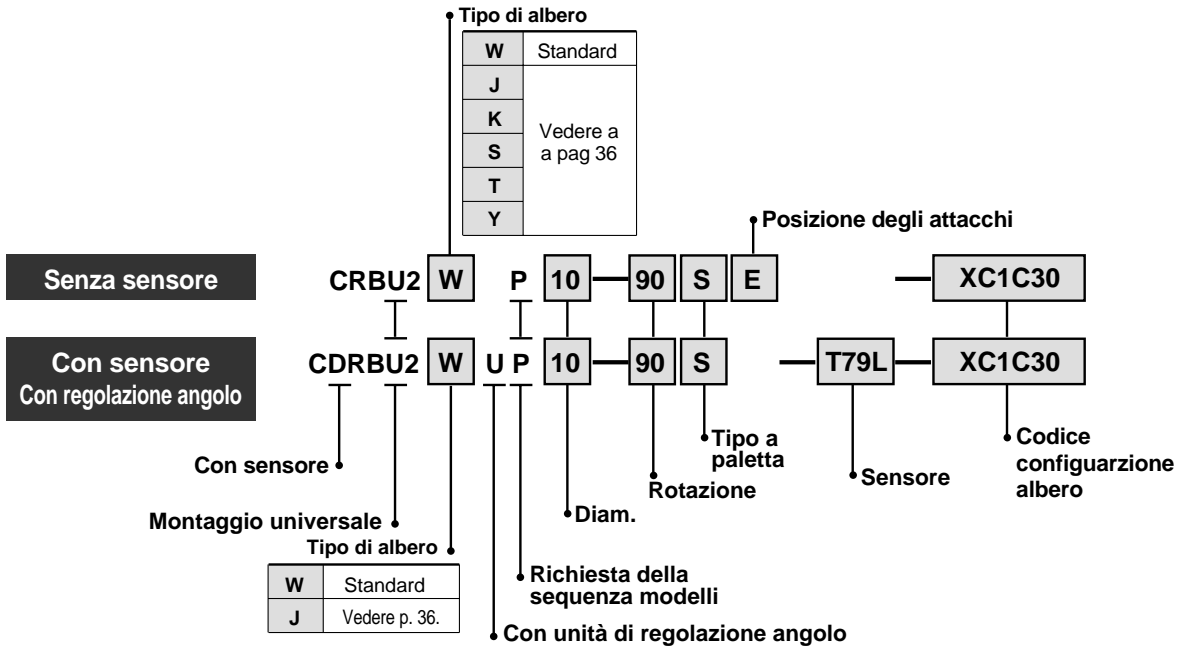 Tipo di albero
W Standard
J
K
S
T
Y
Vedere a
a pag 36
Posizione degli attacchi
Senza sensore
CRBU2 W P 10 — 90 S E — XC1C30
Con sensore
Con regolazione angolo
CDRBU2 W U P 10 — 90 S — T79L — XC1C30
Con sensore
Montaggio universale
Tipo di albero
W Standard
J Vedere p. 36.
Con unità di regolazione angolo
Richiesta della
sequenza modelli
Diam.
Rotazione
Tipo a
paletta
Sensore
Codice
configuarzione
albero